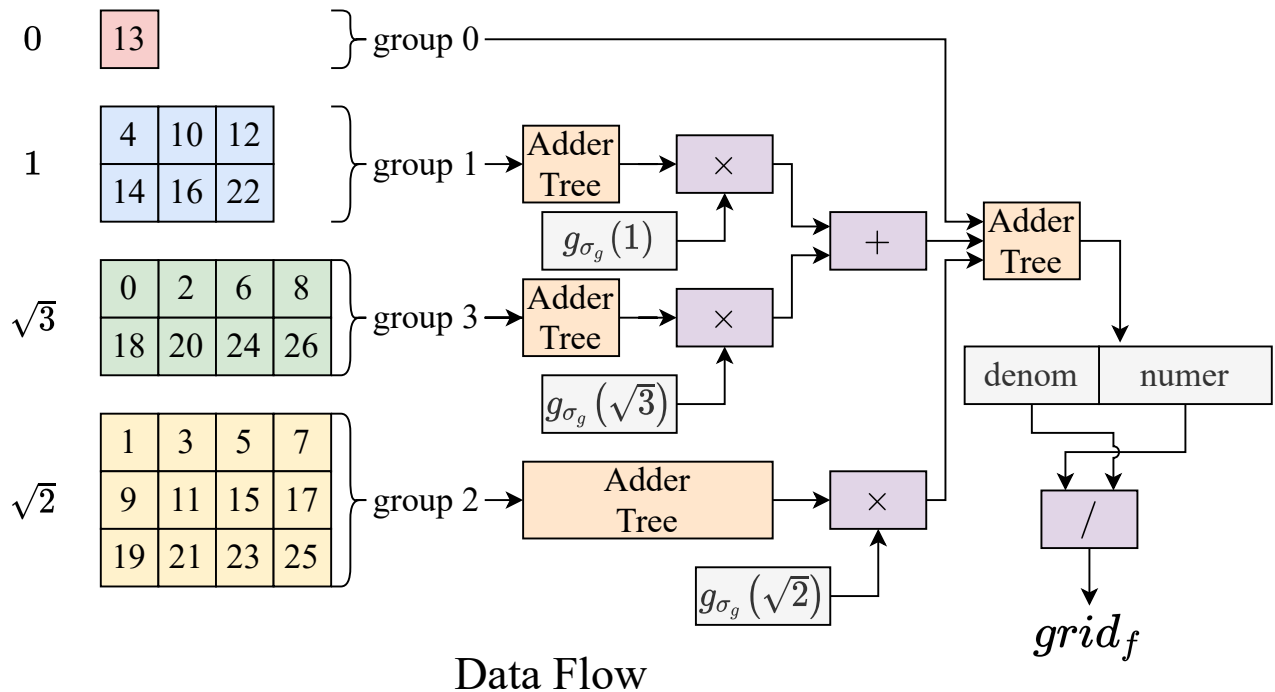 0
13
group 0
1
4 10 12
14 16 22
group 1
Adder
Tree
×
g_{σ_g}(1)
+
Adder
Tree
√3
0 2 6 8
18 20 24 26
group 3
Adder
Tree
×
g_{σ_g}(√3)
denom numer
√2
1 3 5 7
9 11 15 17
19 21 23 25
group 2
Adder
Tree
×
g_{σ_g}(√2)
/
grid_f
Data Flow